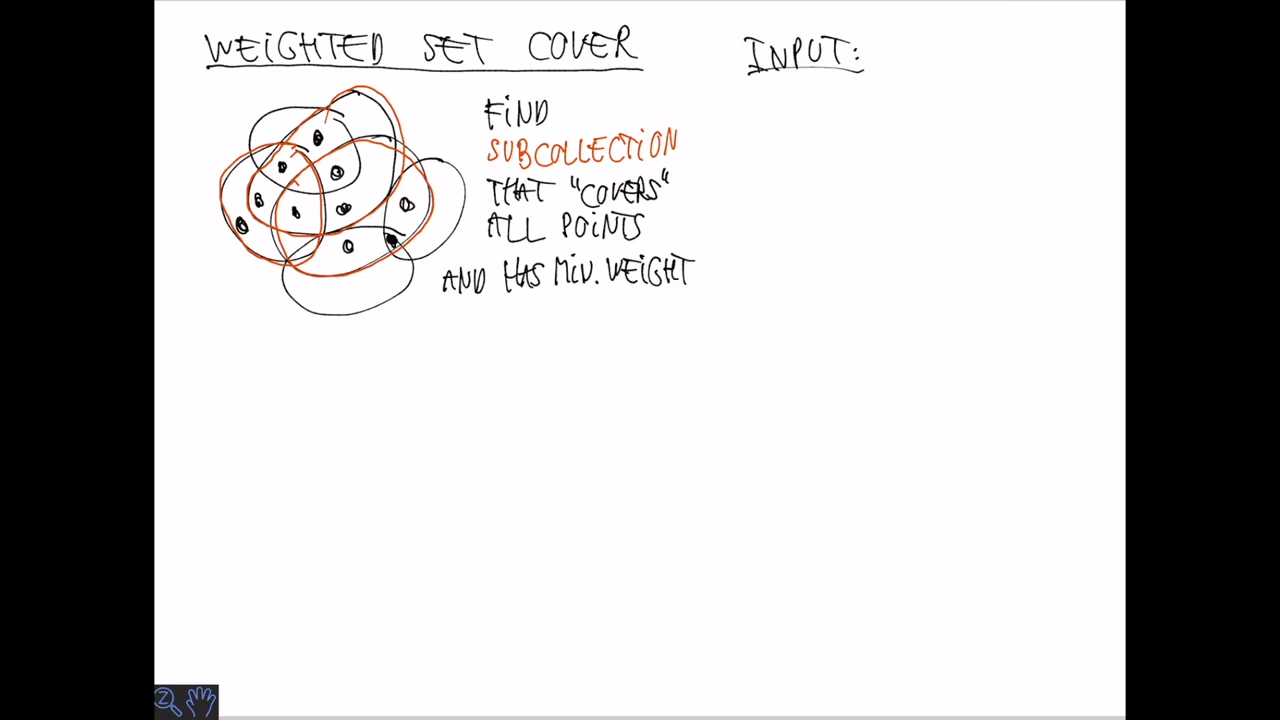 WEIGHTED SET COVER
INPUT:
FIND
SUBCOLLECTION
THAT "COVERS"
ALL POINTS
AND HAS MIN. WEIGHT
Z